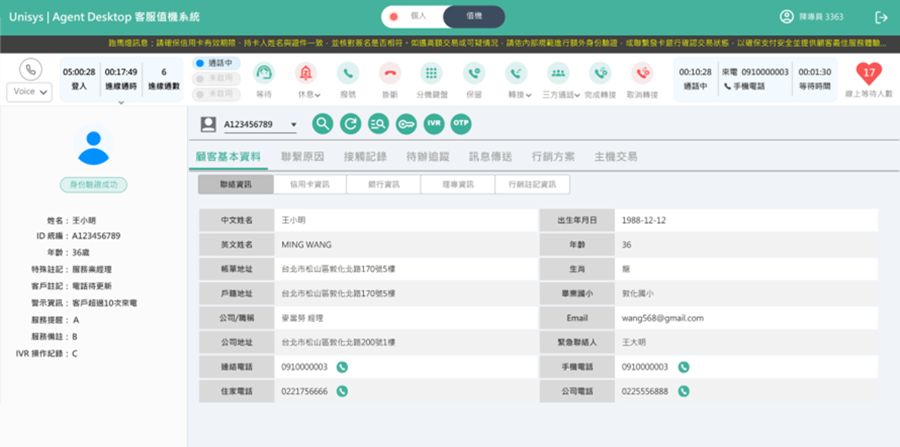 Unisys | Agent Desktop 客服值機系統
個人
值機
陳專員 3363
跑馬燈訊息：請確保信用卡有效期限、持卡人姓名與證件一致，並核對簽名是否相符，如遇高額交易或可疑情況，請依內部規範進行額外身份驗證，或聯繫發卡銀行確認交易狀態，以確保支付安全並提供顧客最佳服務體驗...
Voice
05:00:28 00:17:49 6
登入 進線總時 進線總數
通話中
未啟用
未啟用
等待 休息 撥號 掛斷 分機鍵盤 保留 轉接 三方通話 完成轉接 取消轉接
00:10:28 來電 0910000003 00:01:30
通話中 手機電話 等待時間
17
線上等待人數
身份驗證成功
姓名： 王小明
ID 統編： A123456789
年齡： 36歲
特殊註記： 服務業經理
客戶註記： 電話待更新
警示資訊： 客戶超過10次來電
服務提醒： A
服務備註： B
IVR 操作紀錄： C
A123456789
IVR
OTP
顧客基本資料 聯繫原因 接觸記錄 待辦追蹤 訊息傳送 行銷方案 主機交易
聯絡資訊 信用卡資訊 銀行資訊 理專資訊 行銷註記資訊
中文姓名 王小明 出生年月日 1988-12-12
英文姓名 MING WANG 年齡 36
帳單地址 台北市松山區敦化北路170號5樓 生肖 龍
戶籍地址 台北市松山區敦化北路170號5樓 畢業國小 敦化國小
公司/職稱 麥當勞 經理 Email wang568@gmail.com
公司地址 台北市松山區敦化北路200號1樓 緊急聯絡人 王大明
連結電話 0910000003 手機電話 0910000003
住家電話 0221756666 公司電話 0225556888